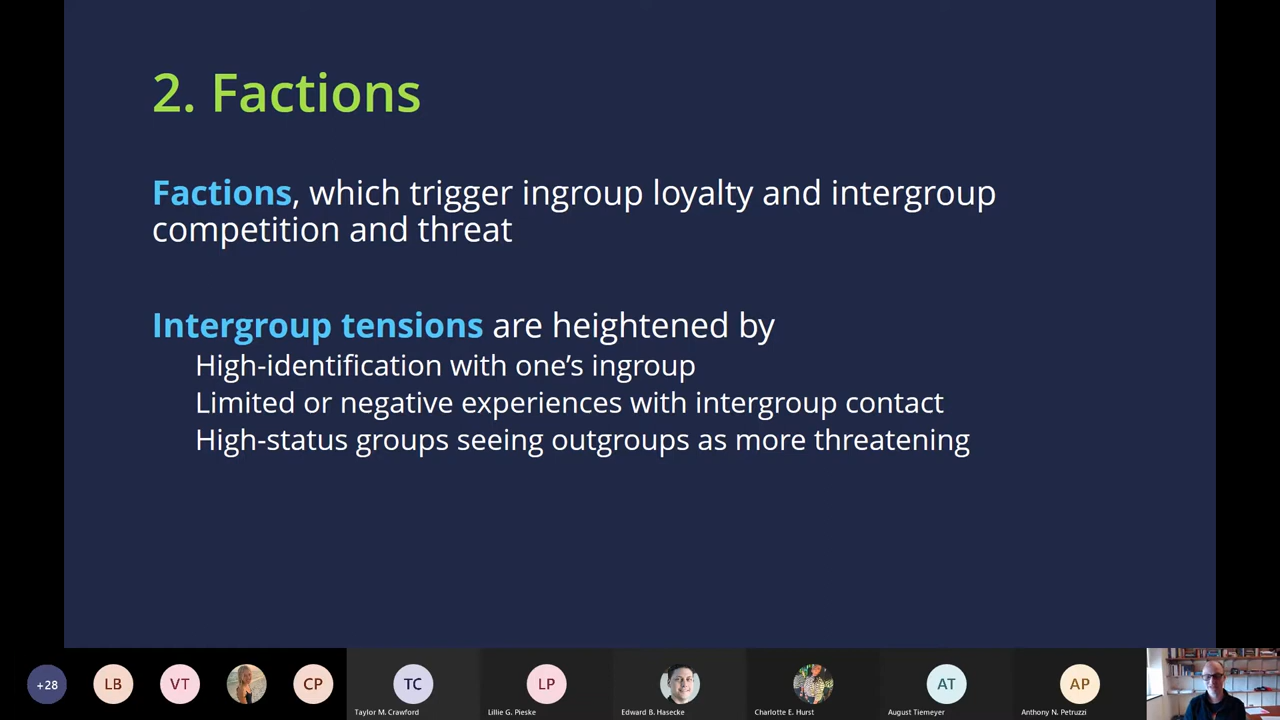 2. Factions
Factions, which trigger ingroup loyalty and intergroup
competition and threat
Intergroup tensions are heightened by
High-identification with one’s ingroup
Limited or negative experiences with intergroup contact
High-status groups seeing outgroups as more threatening
+28
LB
VT
CP
TC
LP
AT
AP
Taylor M. Crawford
Lillie G. Pieske
Edward B. Hasecke
Charlotte E. Hurst
August Tiemeyer
Anthony N. Petruzzi